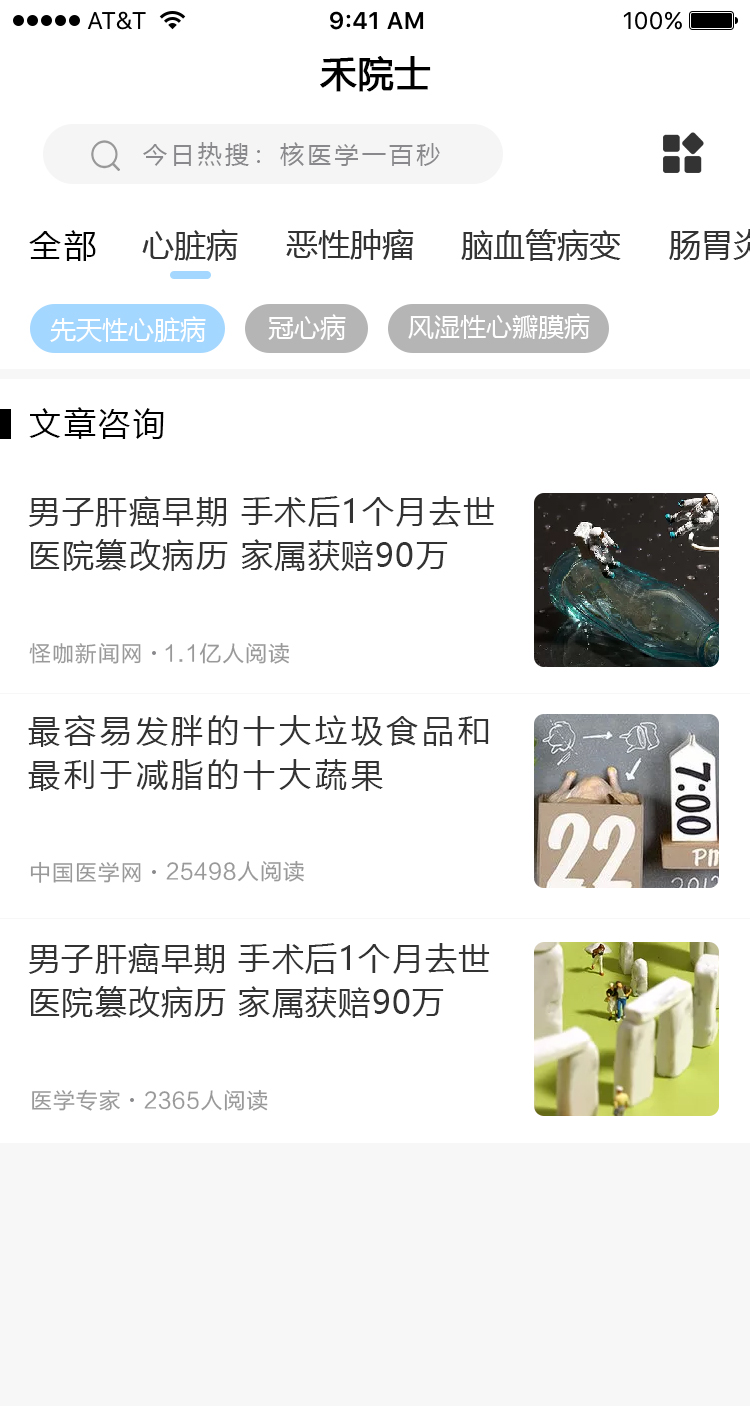 AT&T 9:41 AM 100%
禾院士
今日热搜：核医学一百秒
全部 心脏病 恶性肿瘤 脑血管病变 肠胃炎
先天性心脏病 冠心病 风湿性心瓣膜病
文章咨询
男子肝癌早期 手术后1个月去世
医院篡改病历 家属获赔90万
怪咖新闻网・1.1亿人阅读
最容易发胖的十大垃圾食品和
最利于减脂的十大蔬果
中国医学网・25498人阅读
7:00
22
PM
2012
男子肝癌早期 手术后1个月去世
医院篡改病历 家属获赔90万
医学专家・2365人阅读